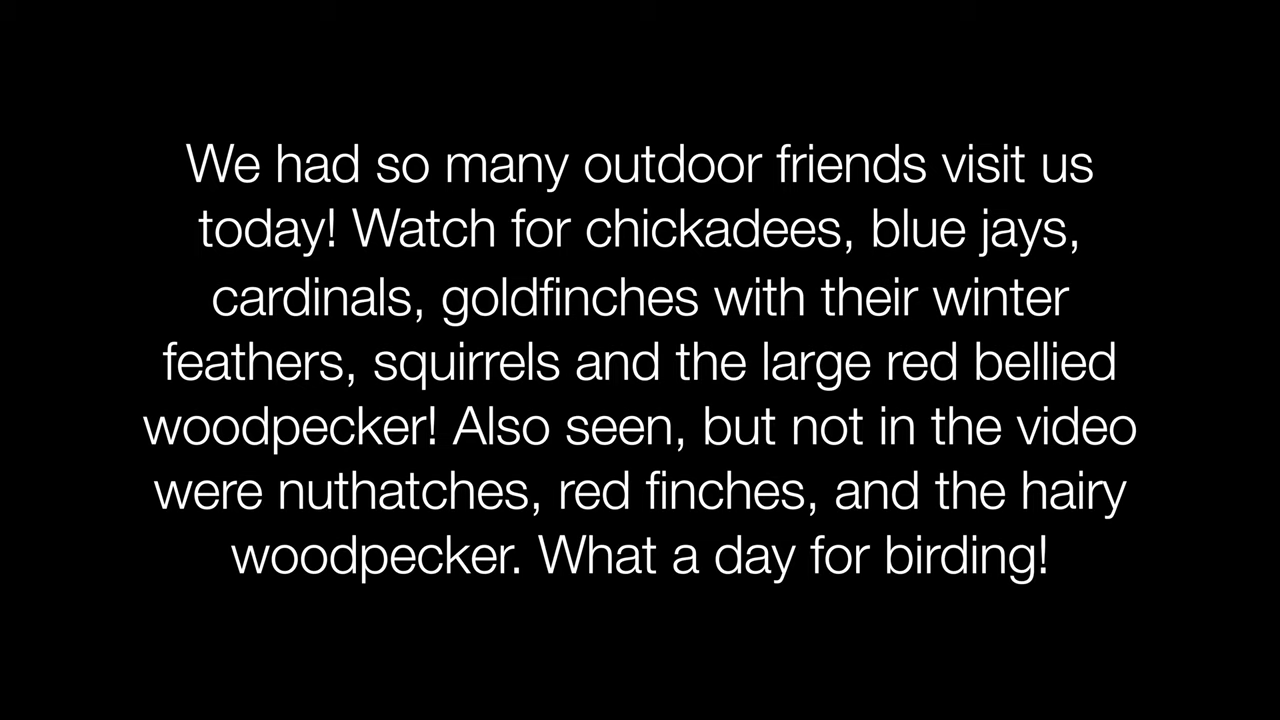 We had so many outdoor friends visit us
today! Watch for chickadees, blue jays,
cardinals, goldfinches with their winter
feathers, squirrels and the large red bellied
woodpecker! Also seen, but not in the video
were nuthatches, red finches, and the hairy
woodpecker. What a day for birding!